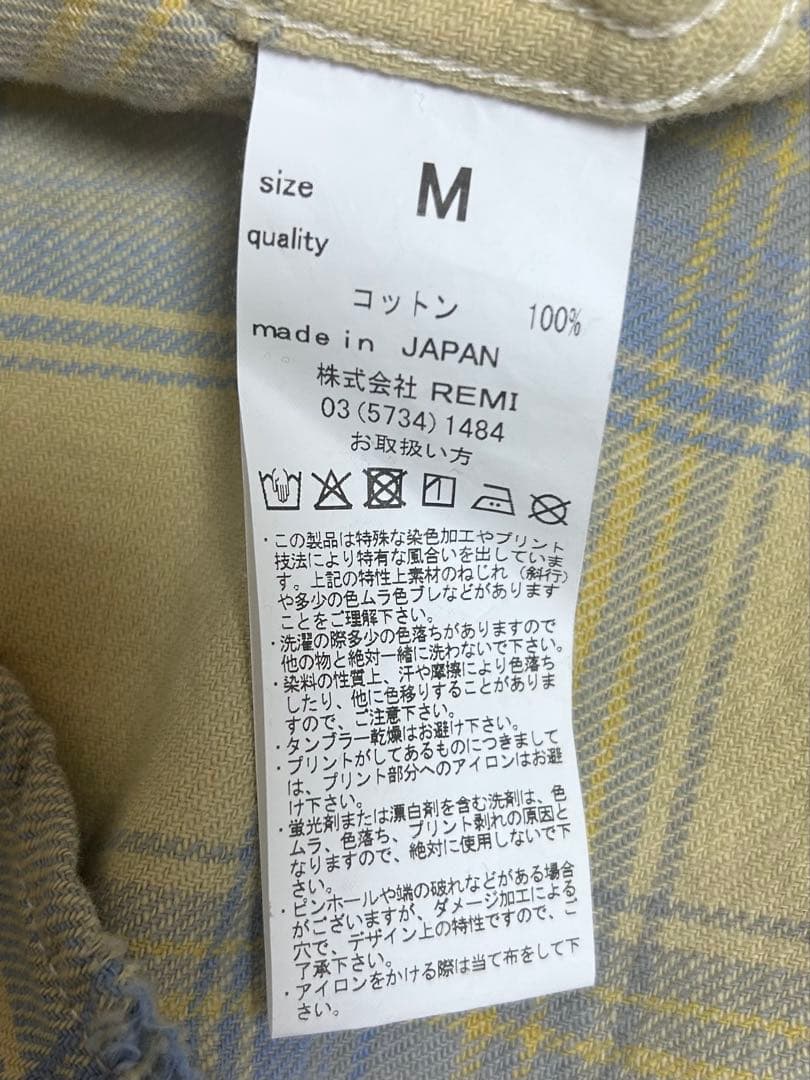 size M
quality
コットン 100%
made in JAPAN
株式会社 REMI
03(5734)1484
お取扱い方
・この製品は特殊な染色加工やプリント
技法により特有な風合いを出していま
す。上記の特性上素材のねじれ（斜行）
や多少の色ムラ色ブレなどがあります
ことをご理解下さい。
・洗濯の際多少の色落ちがありますので
他の物と絶対一緒に洗わないで下さい。
・染料の性質上、汗や摩擦により色落ち
したり、他に色移りすることがありま
すので、ご注意下さい。
・タンブラー乾燥はお避け下さい。
・プリントがしてあるものにつきまして
は、プリント部分へのアイロンはお避
け下さい。
・蛍光剤または漂白剤を含む洗剤は、色
ムラ、色落ち、プリント剥れの原因と
なりますので、絶対に使用しないで下
さい。
・ピンホールや端の破れなどがある場合
がございますが、ダメージ加工による
穴で、デザイン上の特性ですので、ご
了承下さい。
・アイロンをかける際は当て布をして下
さい。